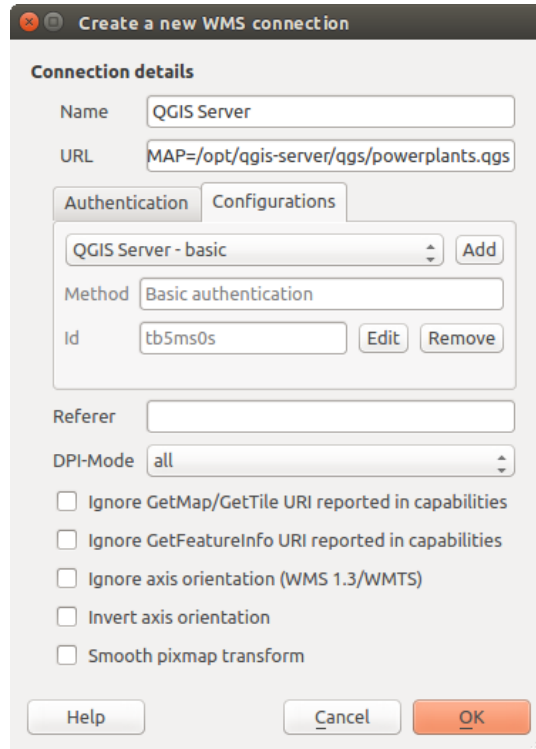 Create a new WMS connection
Connection details
Name QGIS Server
URL MAP=/opt/qgis-server/qgs/powerplants.qgs
Authentication Configurations
QGIS Server - basic Add
Method Basic authentication
Id tb5ms0s Edit Remove
Referer
DPI-Mode all
Ignore GetMap/GetTile URI reported in capabilities
Ignore GetFeatureInfo URI reported in capabilities
Ignore axis orientation (WMS 1.3/WMTS)
Invert axis orientation
Smooth pixmap transform
Help Cancel OK